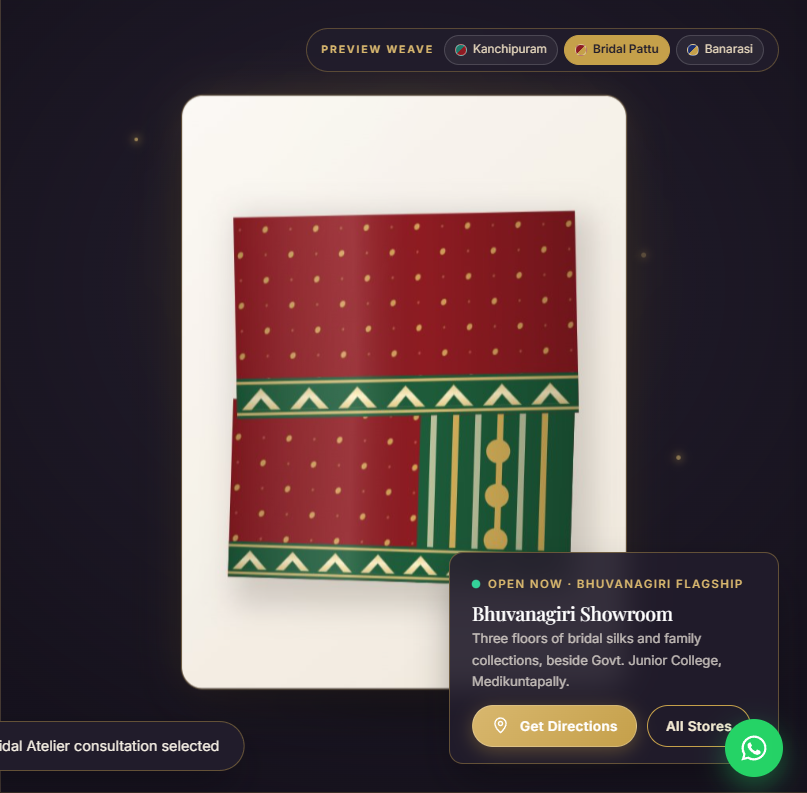 PREVIEW WEAVE
Kanchipuram
Bridal Pattu
Banarasi
OPEN NOW · BHUVANAGIRI FLAGSHIP
Bhuvanagiri Showroom
Three floors of bridal silks and family
collections, beside Govt. Junior College,
Medikuntapally.
Get Directions
All Stores
Atelier consultation selected